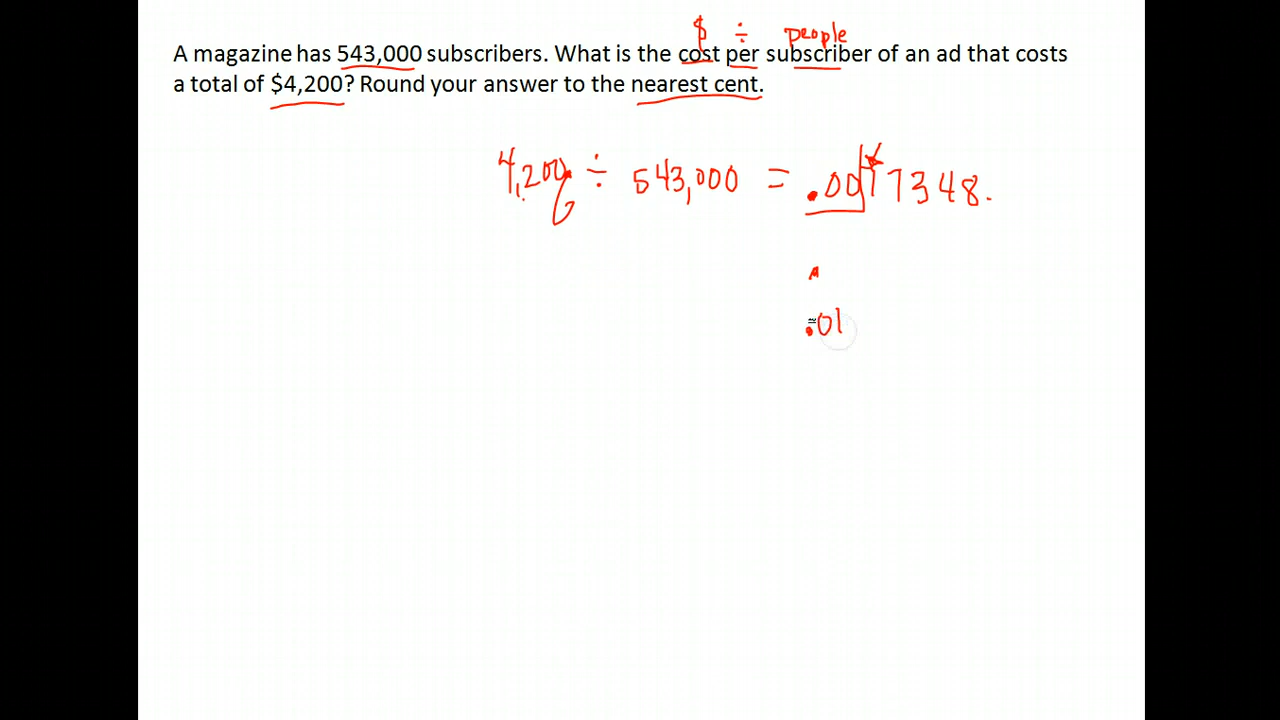 $ ÷ people
A magazine has 543,000 subscribers. What is the cost per subscriber of an ad that costs
a total of $4,200? Round your answer to the nearest cent.
4,200 ÷ 543,000 = .0077348.
.01